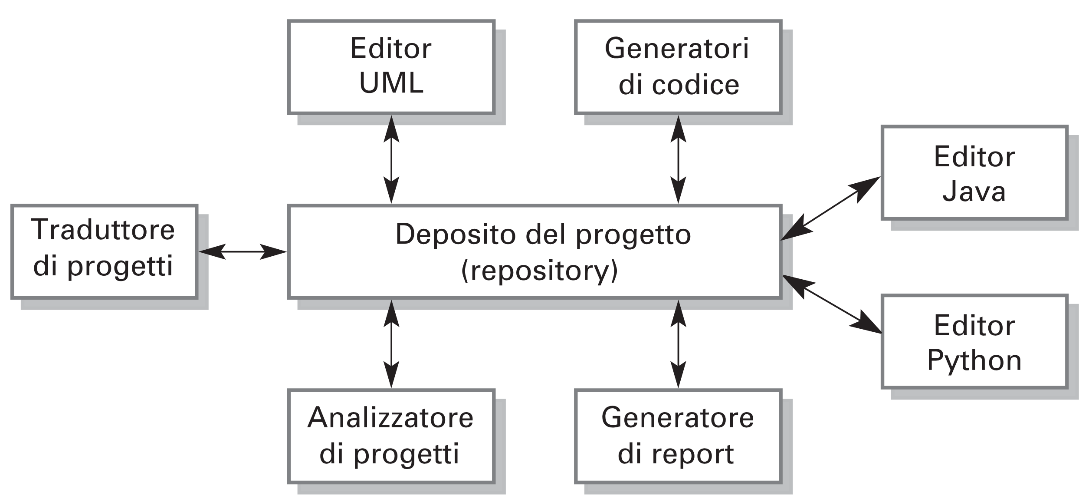 Editor
UML
Generatori
di codice
Editor
Java
Traduttore
di progetti
Deposito del progetto
(repository)
Editor
Python
Analizzatore
di progetti
Generatore
di report